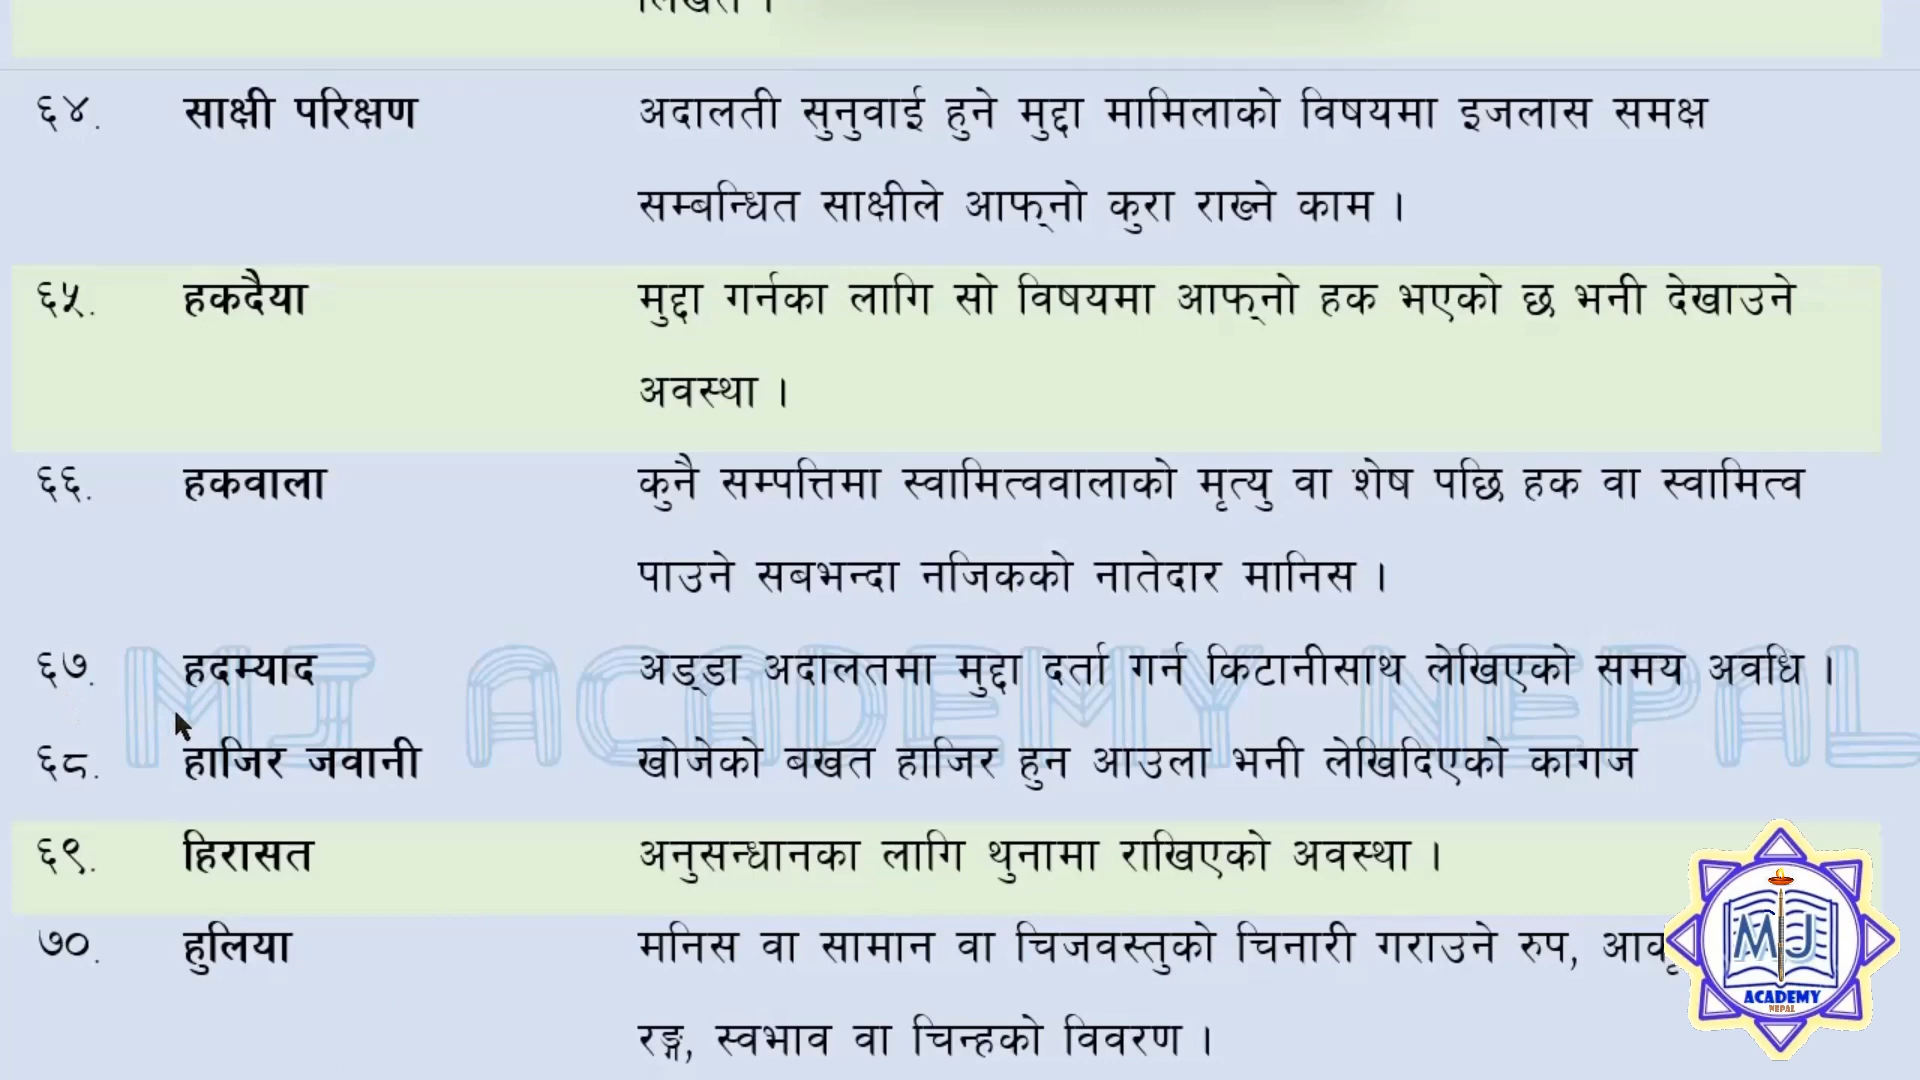 लिखत ।
६४. साक्षी परिक्षण अदालती सुनुवाई हुने मुद्दा मामिलाको विषयमा इजलास समक्ष
सम्बन्धित साक्षीले आफ्‌नो कुरा राख्ने काम ।
६५. हकदैया मुद्दा गर्नका लागि सो विषयमा आफ्‌नो हक भएको छ भनी देखाउने
अवस्था ।
६६. हकवाला कुनै सम्पत्तिमा स्वामित्ववालाको मृत्यु वा शेष पछि हक वा स्वामित्व
पाउने सबभन्दा नजिकको नातेदार मानिस ।
६७. हदम्याद अड्‌डा अदालतमा मुद्दा दर्ता गर्न किटानीसाथ लेखिएको समय अवधि ।
MJ ACADEMY NEPAL
६८. हाजिर जवानी खोजेको बखत हाजिर हुन आउला भनी लेखिदिएको कागज
६९. हिरासत अनुसन्धानका लागि थुनामा राखिएको अवस्था ।
७०. हुलिया मनिस वा सामान वा चिजवस्तुको चिनारी गराउने रुप,
रङ्ग, स्वभाव वा चिन्हको विवरण ।
MJ
ACADEMY
NEPAL